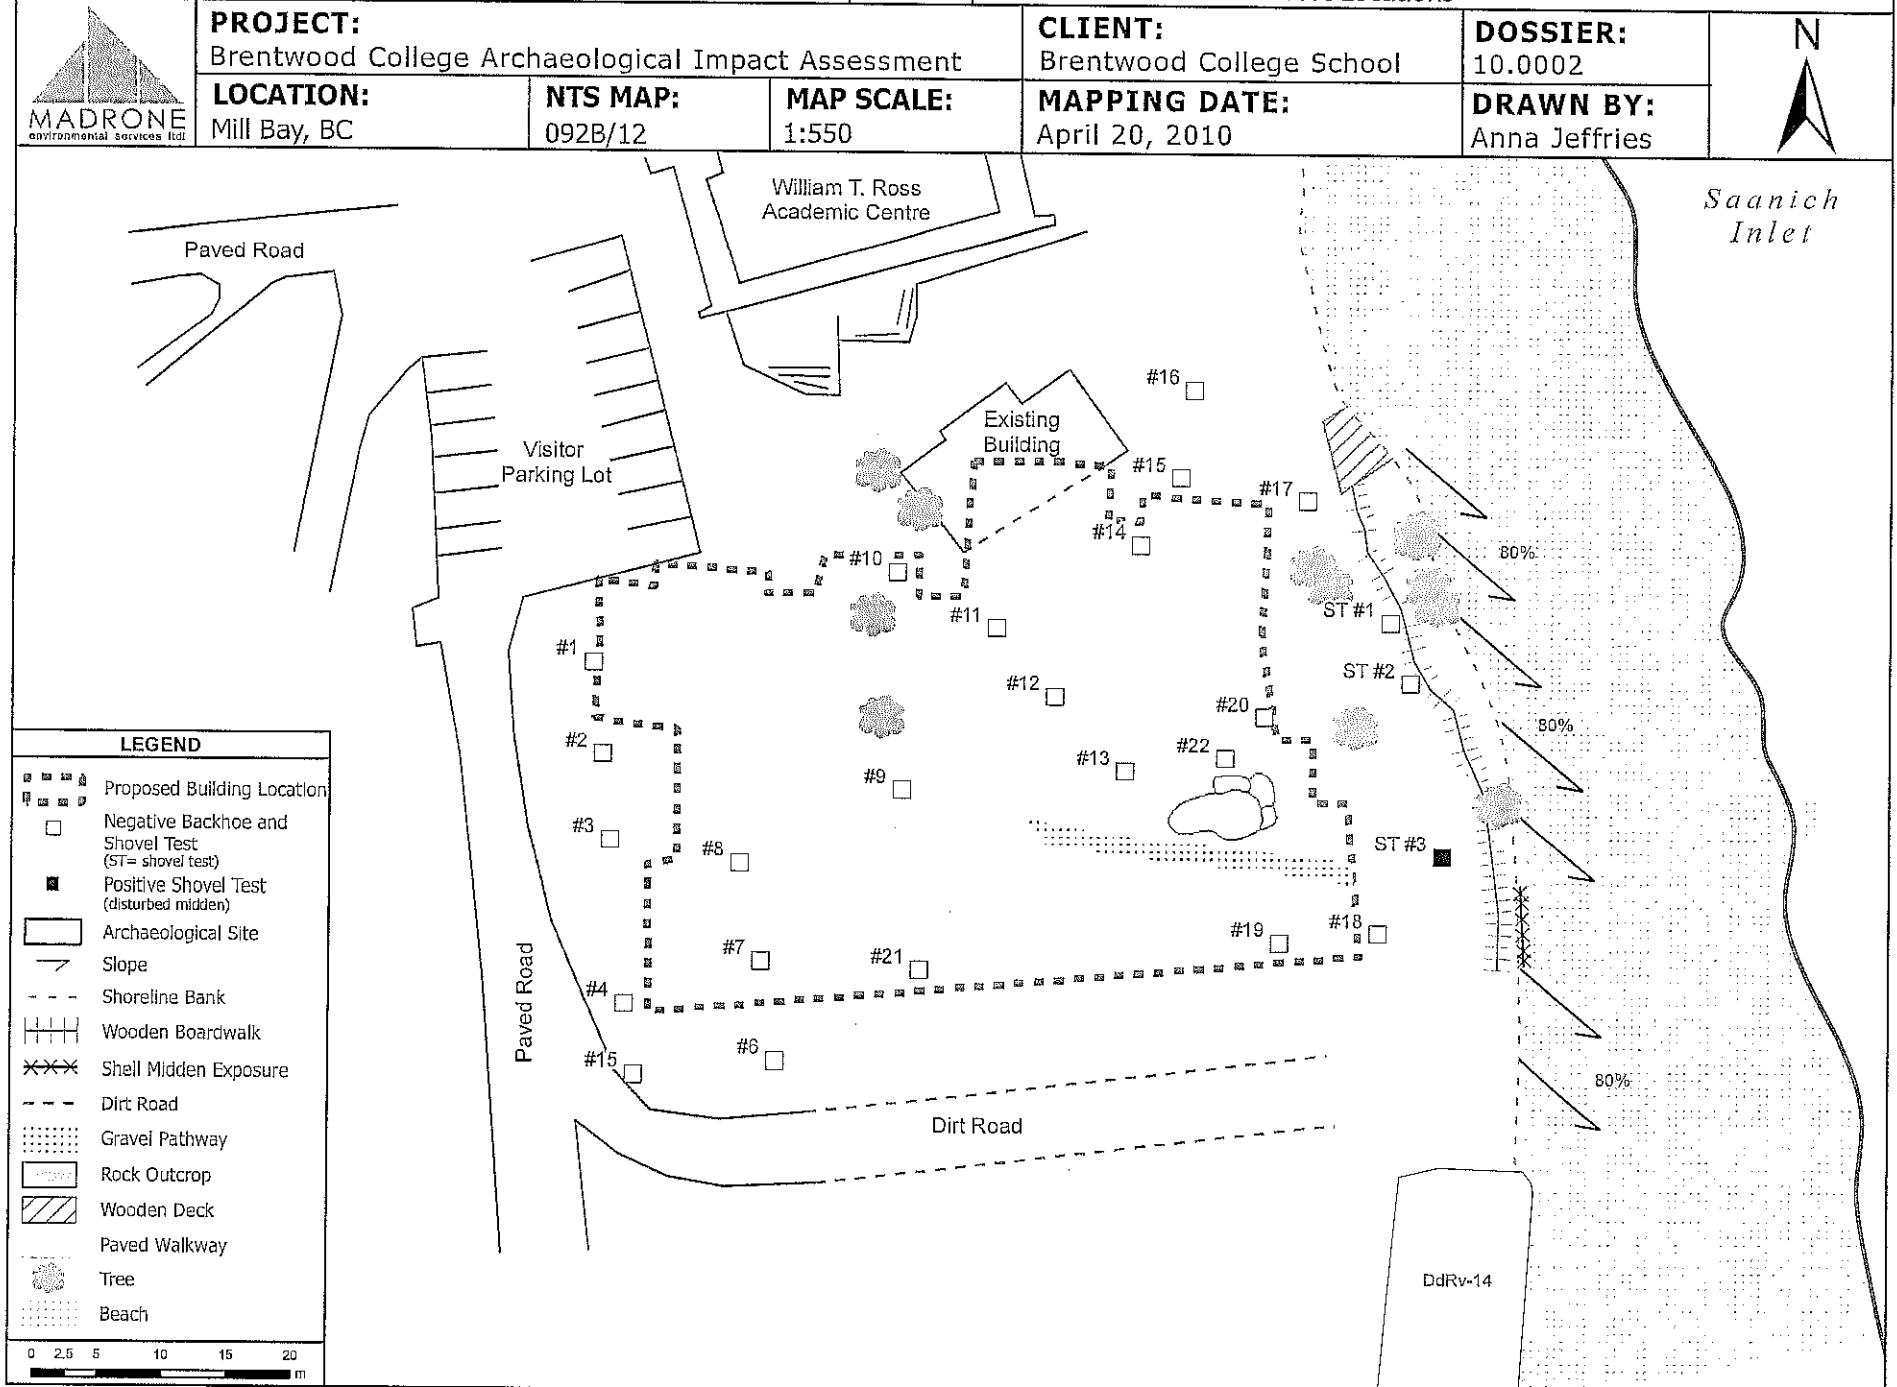 PROJECT:
Brentwood College Archaeological Impact Assessment
CLIENT:
Brentwood College School
DOSSIER:
10.0002
N
MADRONE
environmental services ltd
LOCATION:
Mill Bay, BC
NTS MAP:
092B/12
MAP SCALE:
1:550
MAPPING DATE:
April 20, 2010
DRAWN BY:
Anna Jeffries
William T. Ross
Academic Centre
Saanich
Inlet
Paved Road
#16
Existing
Building
Visitor
Parking Lot
#15
#17
#14
80%
#10
ST #1
#11
#1
ST #2
#12
#20
80%
#2
#22
#13
#9
#3
#8
ST #3
#18
#19
#7
#21
#4
Paved Road
#6
#15
80%
Dirt Road
DdRv-14
LEGEND
Proposed Building Location
Negative Backhoe and
Shovel Test
(ST= shovel test)
Positive Shovel Test
(disturbed midden)
Archaeological Site
Slope
Shoreline Bank
Wooden Boardwalk
Shell Midden Exposure
Dirt Road
Gravel Pathway
Rock Outcrop
Wooden Deck
Paved Walkway
Tree
Beach
0 2.5 5 10 15 20
m